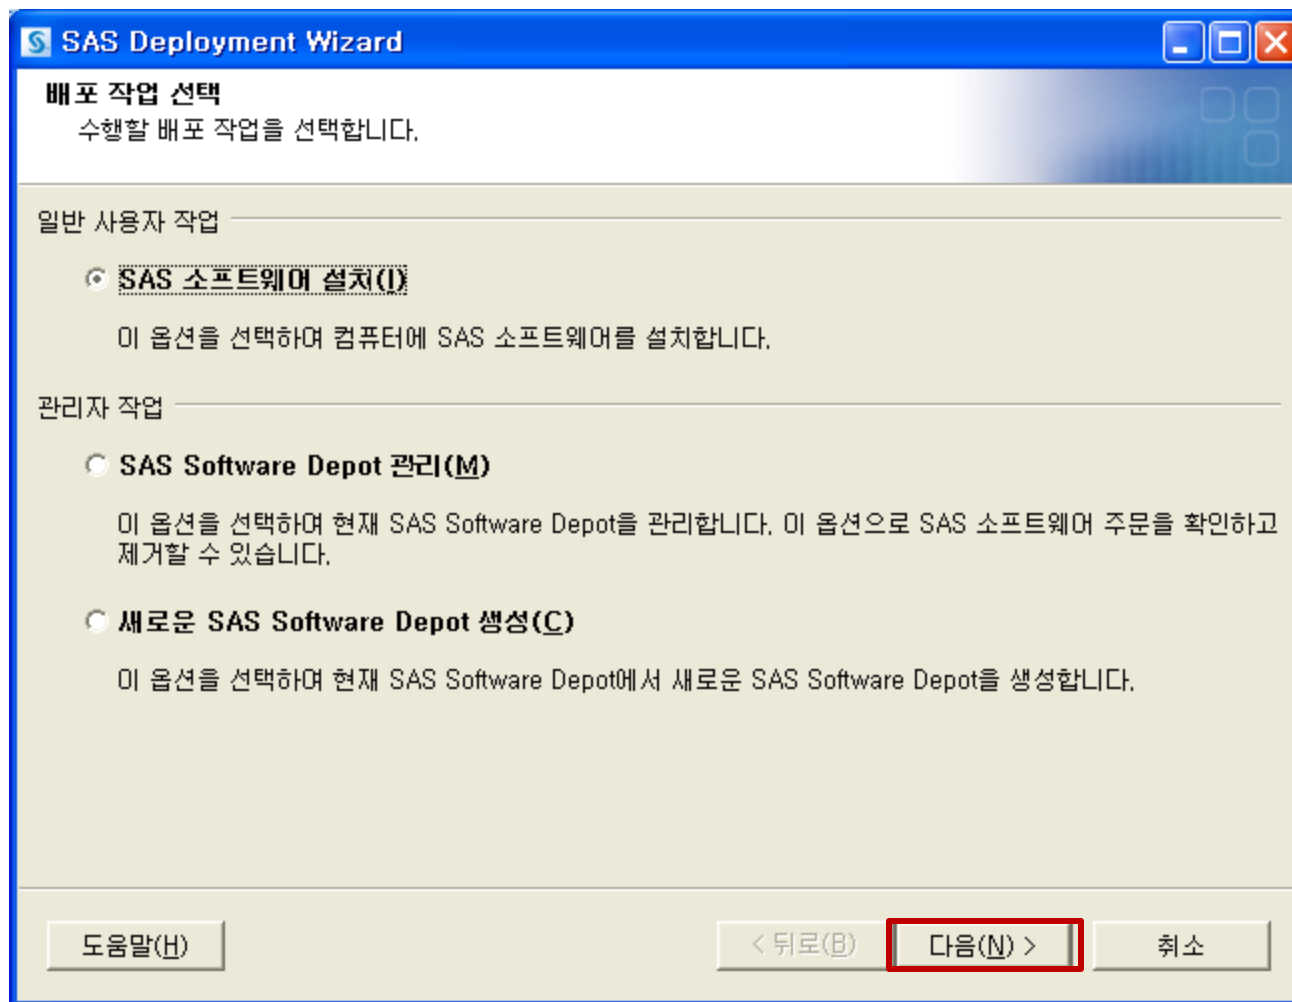 SAS Deployment Wizard
배포 작업 선택
수행할 배포 작업을 선택합니다.
일반 사용자 작업
SAS 소프트웨어 설치(I)
이 옵션을 선택하여 컴퓨터에 SAS 소프트웨어를 설치합니다.
관리자 작업
SAS Software Depot 관리(M)
이 옵션을 선택하여 현재 SAS Software Depot을 관리합니다. 이 옵션으로 SAS 소프트웨어 주문을 확인하고
제거할 수 있습니다.
새로운 SAS Software Depot 생성(C)
이 옵션을 선택하여 현재 SAS Software Depot에서 새로운 SAS Software Depot을 생성합니다.
도움말(H) < 뒤로(B) 다음(N) > 취소